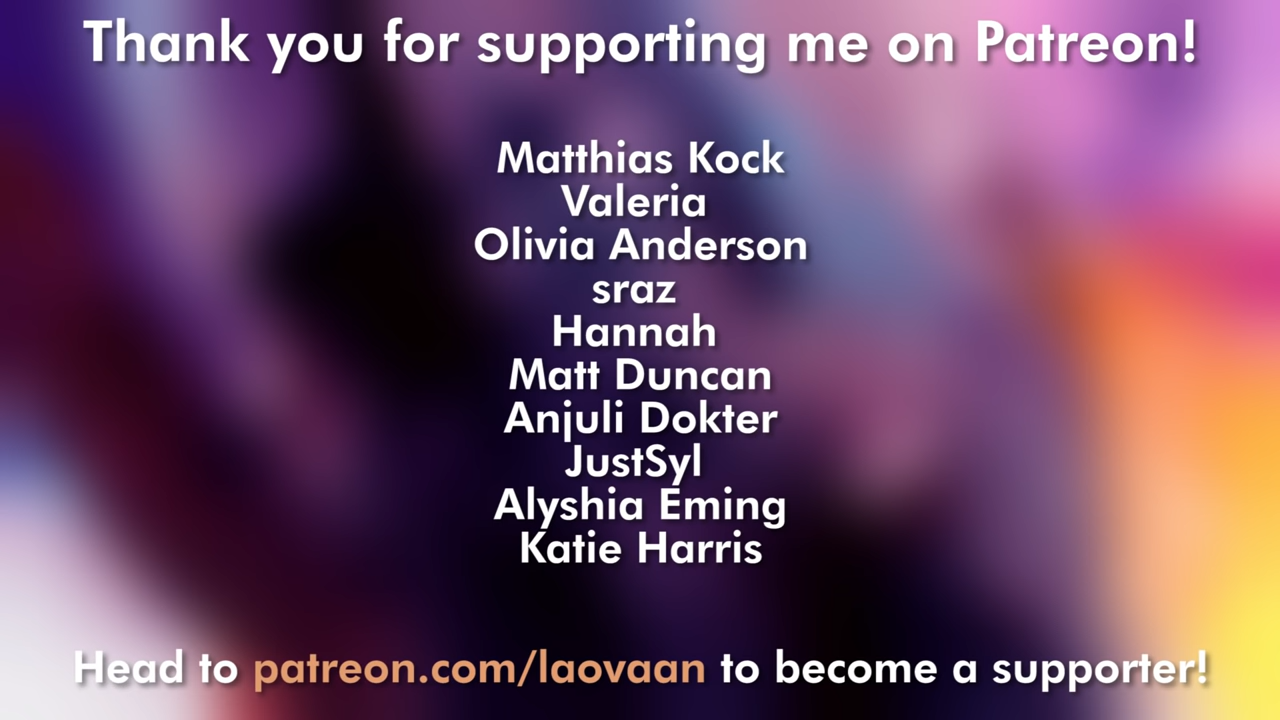 Thank you for supporting me on Patreon!
Matthias Kock
Valeria
Olivia Anderson
sraz
Hannah
Matt Duncan
Anjuli Dokter
JustSyl
Alyshia Eming
Katie Harris
Head to patreon.com/laovaan to become a supporter!